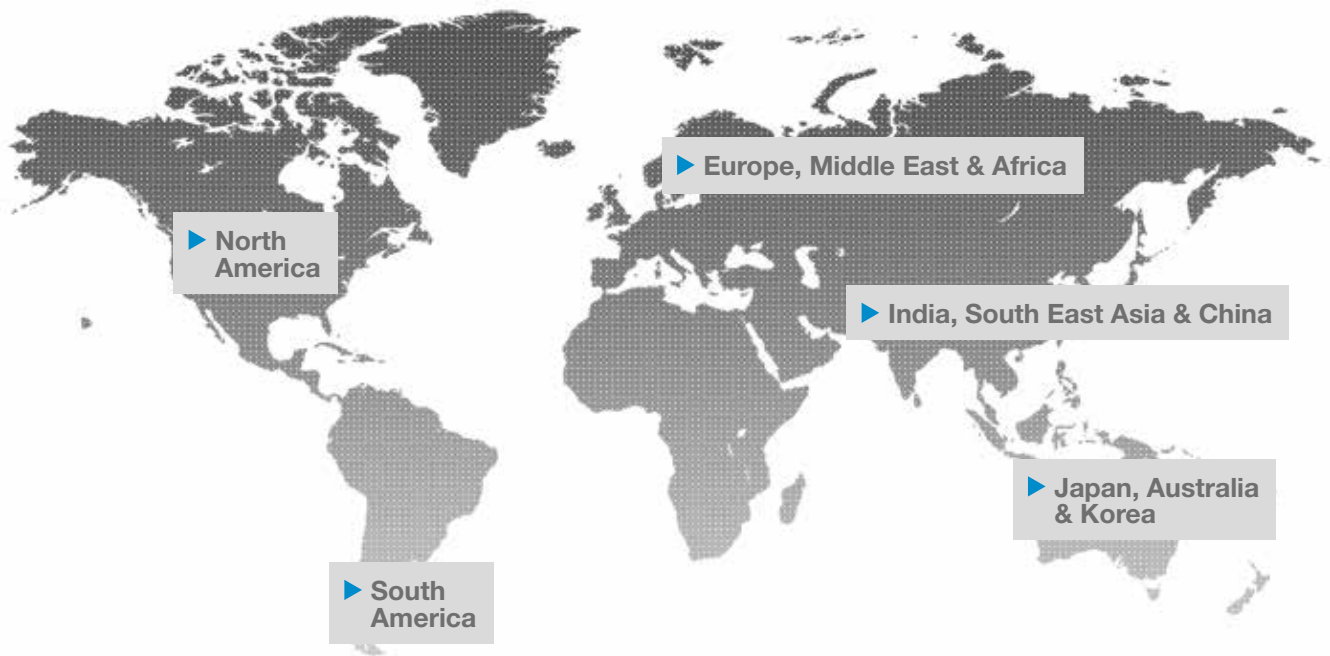 Europe, Middle East & Africa
North
America
India, South East Asia & China
Japan, Australia
& Korea
South
America